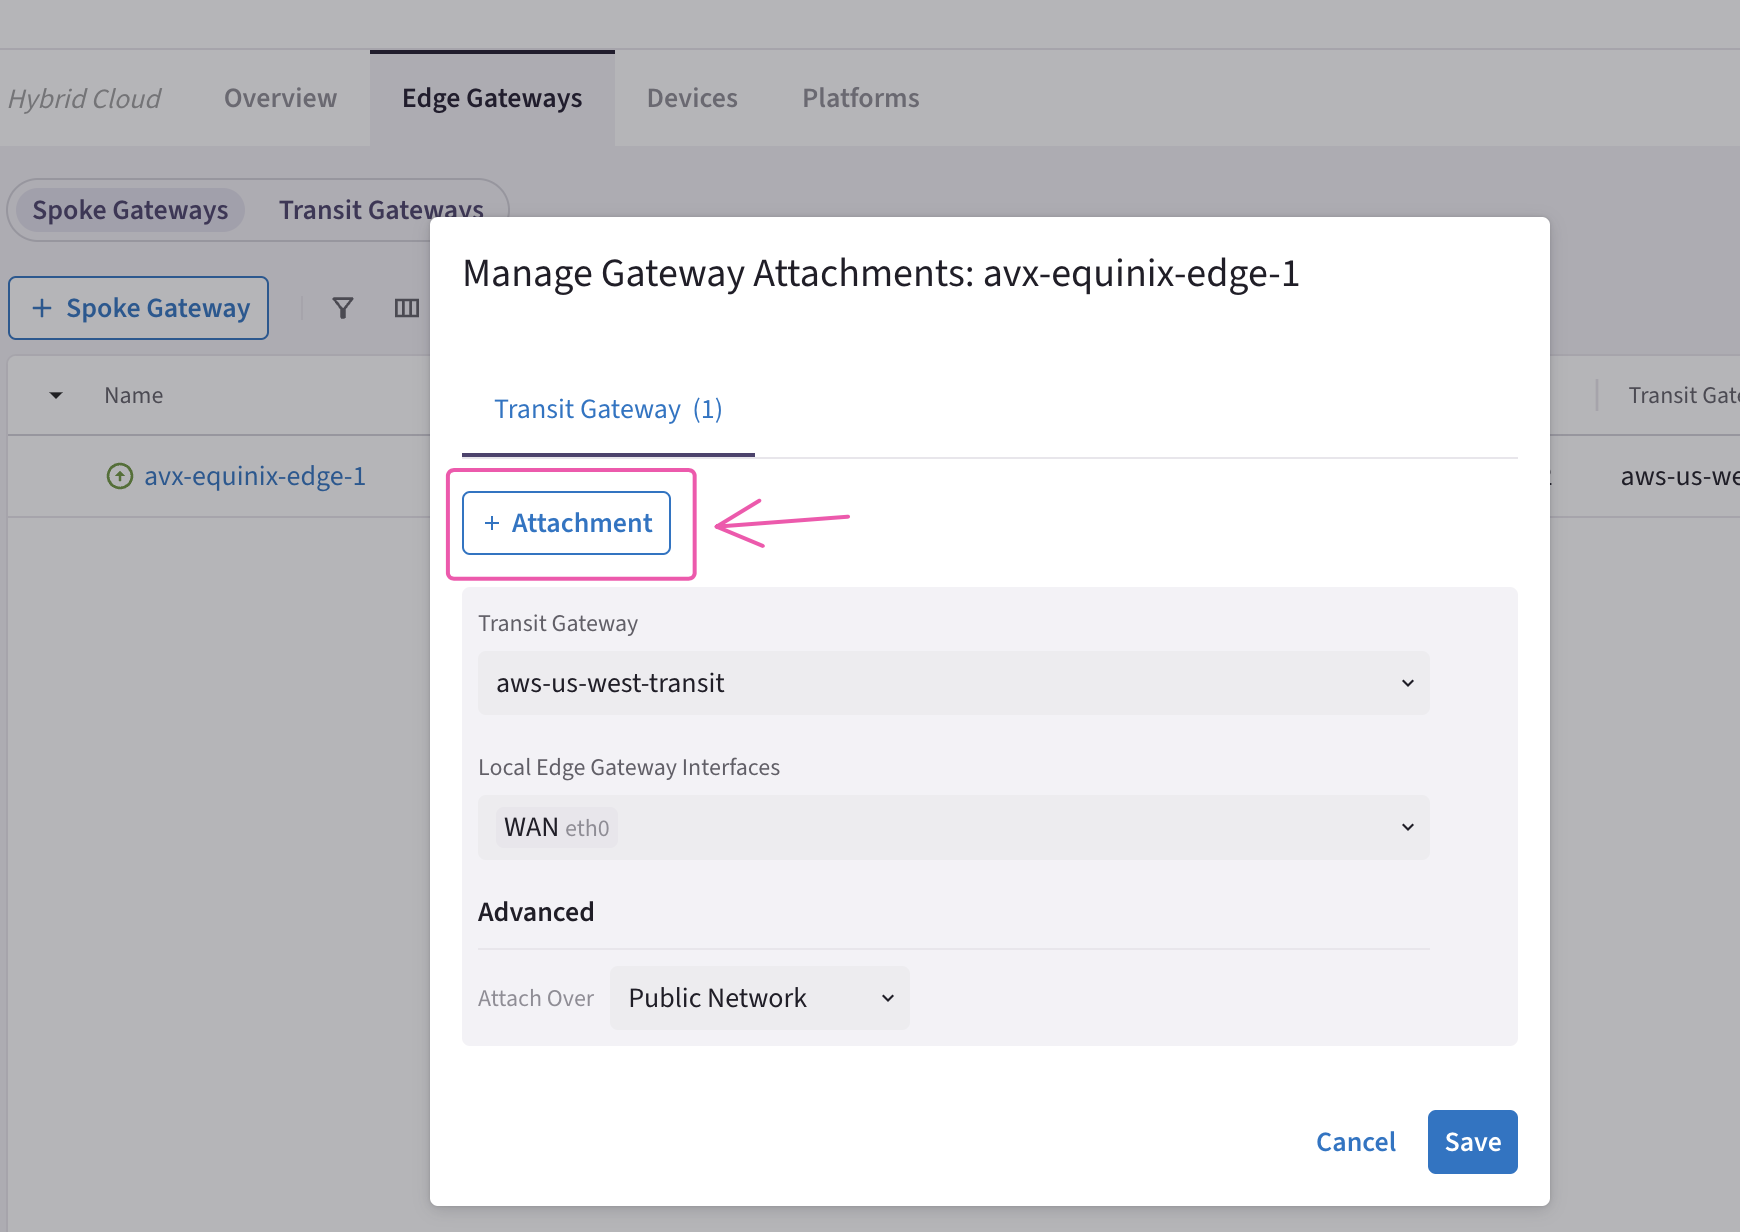 Hybrid Cloud Overview Edge Gateways Devices Platforms
Spoke Gateways Transit Gateways
Manage Gateway Attachments: avx-equinix-edge-1
+ Spoke Gateway
Name
Transit Gat
Transit Gateway (1)
avx-equinix-edge-1
aws-us-we
+ Attachment
Transit Gateway
aws-us-west-transit
Local Edge Gateway Interfaces
WAN eth0
Advanced
Attach Over Public Network
Cancel Save